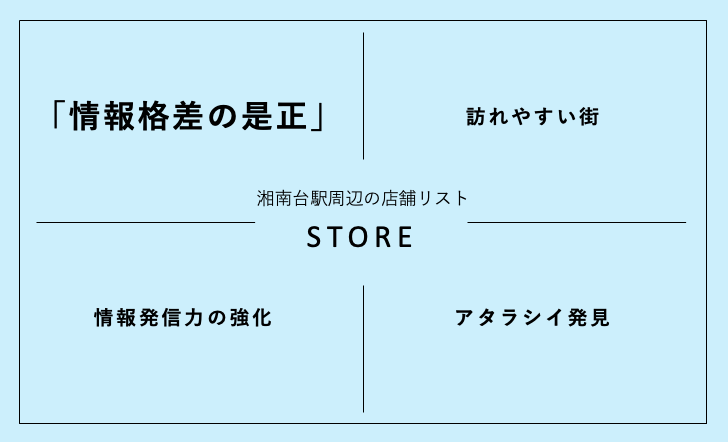 「情報格差の是正」
訪れやすい街
湘南台駅周辺の店舗リスト
STORE
情報発信力の強化
アタラシイ発見